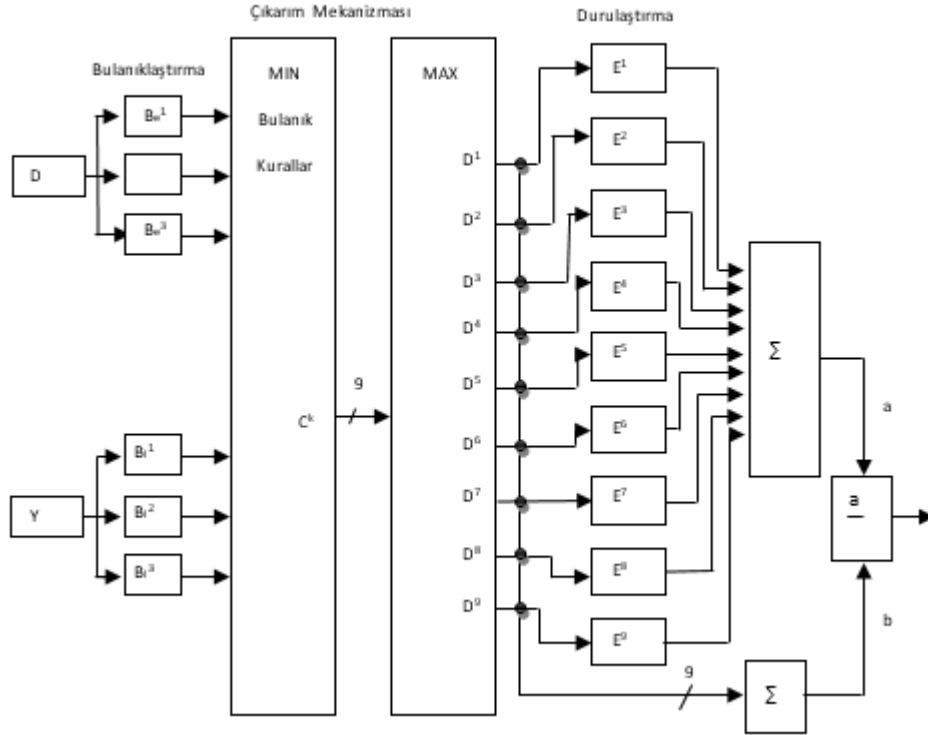 Çıkarım Mekanizması
Durulaştırma
Bulanıklaştırma
MIN
Bulanık
Kurallar
MAX
D
Bₑ¹
Bₑ³
Y
Bᵢ²
Bᵢ³
Cᵏ
9
D¹
D²
D³
D⁴
D⁵
D⁶
D⁷
D⁸
D⁹
E¹
E²
E³
E⁴
E⁵
E⁶
E⁷
E⁸
E⁹
Σ
a
a
b
9
Σ